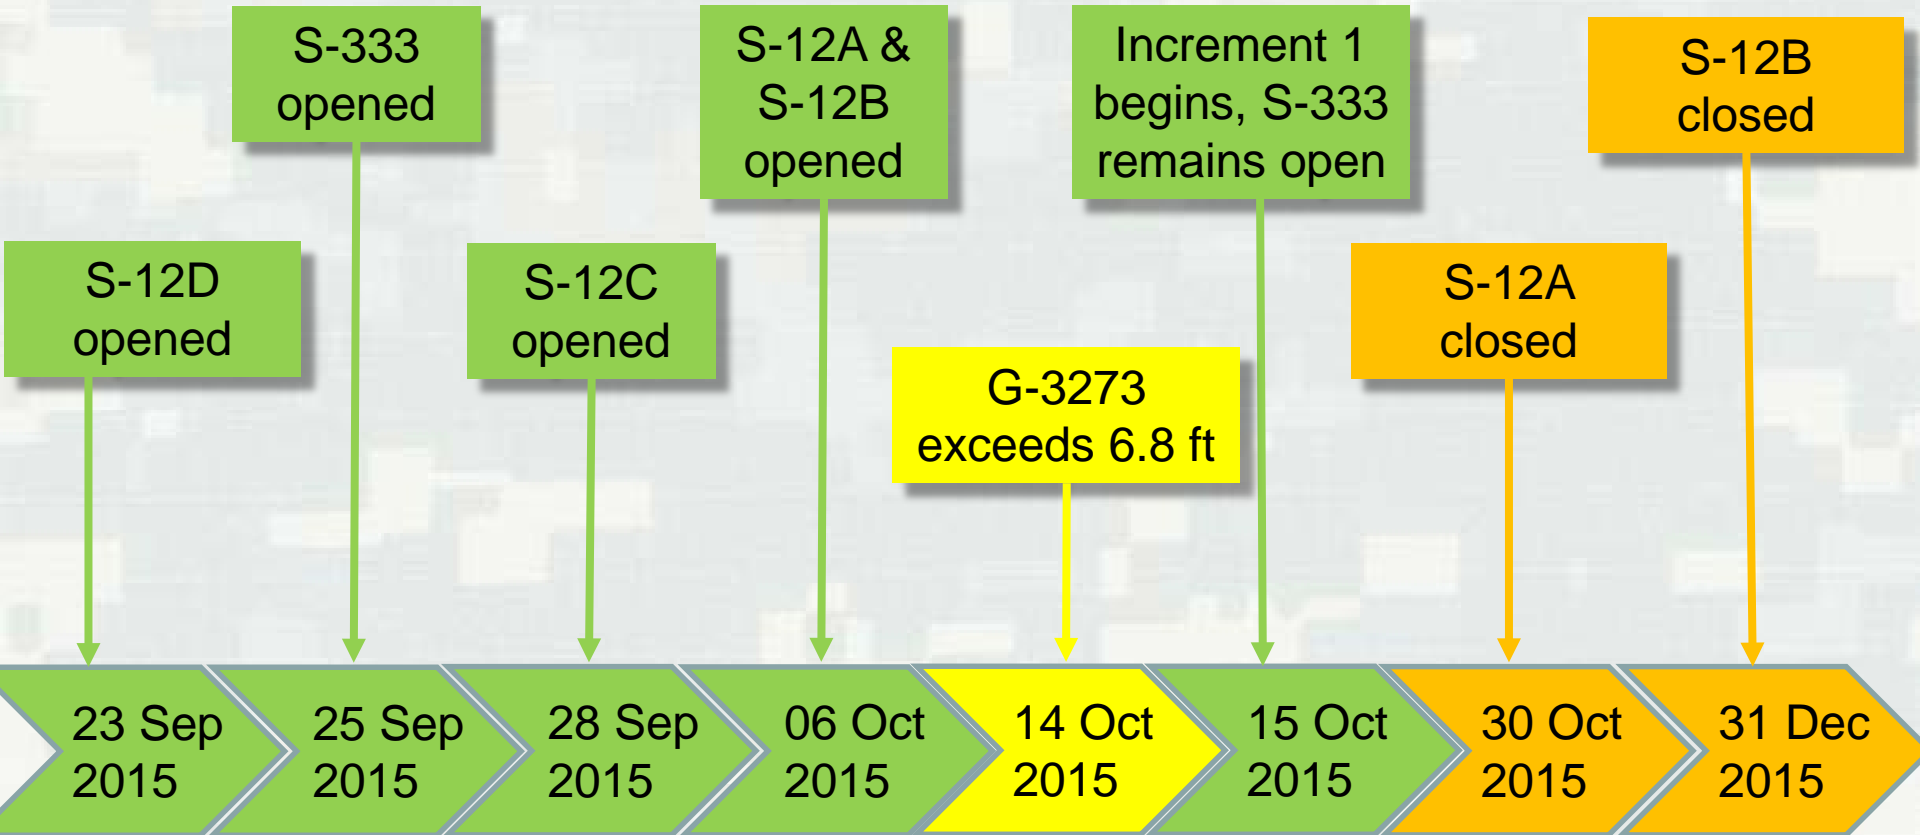 S-333
opened
S-12A &
S-12B
opened
Increment 1
begins, S-333
remains open
S-12B
closed
S-12D
opened
S-12C
opened
S-12A
closed
G-3273
exceeds 6.8 ft
23 Sep
2015
25 Sep
2015
28 Sep
2015
06 Oct
2015
14 Oct
2015
15 Oct
2015
30 Oct
2015
31 Dec
2015